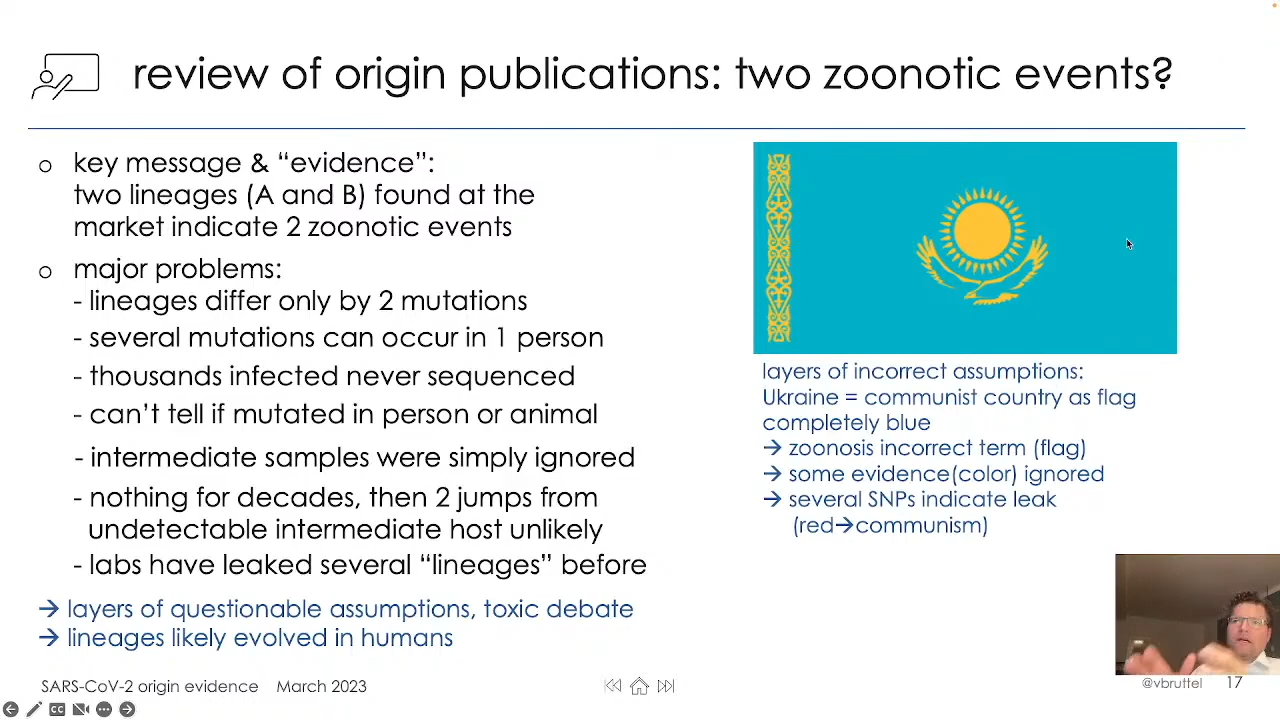 review of origin publications: two zoonotic events?
o key message & “evidence”:
two lineages (A and B) found at the
market indicate 2 zoonotic events
o major problems:
- lineages differ only by 2 mutations
- several mutations can occur in 1 person
- thousands infected never sequenced
- can’t tell if mutated in person or animal
- intermediate samples were simply ignored
- nothing for decades, then 2 jumps from
undetectable intermediate host unlikely
- labs have leaked several “lineages” before
→ layers of questionable assumptions, toxic debate
→ lineages likely evolved in humans
layers of incorrect assumptions:
Ukraine = communist country as flag
completely blue
→ zoonosis incorrect term (flag)
→ some evidence(color) ignored
→ several SNPs indicate leak
(red→communism)
SARS-CoV-2 origin evidence March 2023
@vbruttel 17
CC